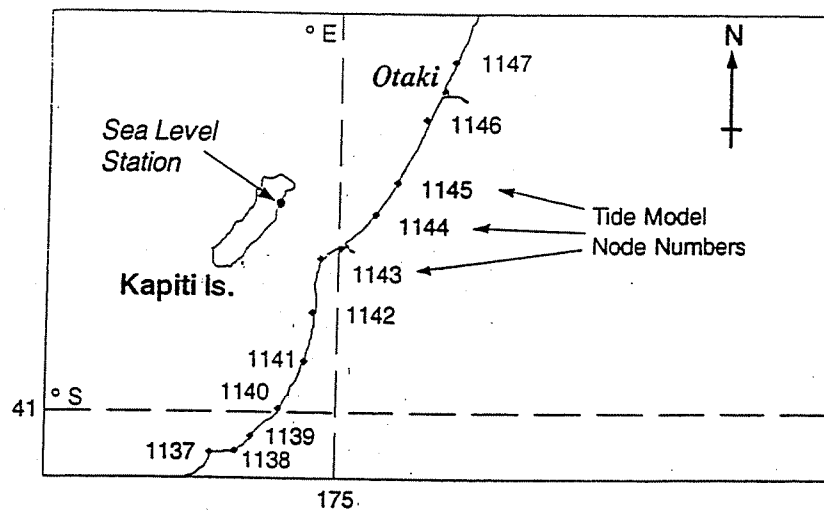 ° E
N
Otaki
1147
1146
Sea Level
Station
1145
1144
Tide Model
Node Numbers
1143
Kapiti Is.
1142
1141
1140
41
° S
1139
1137
1138
175